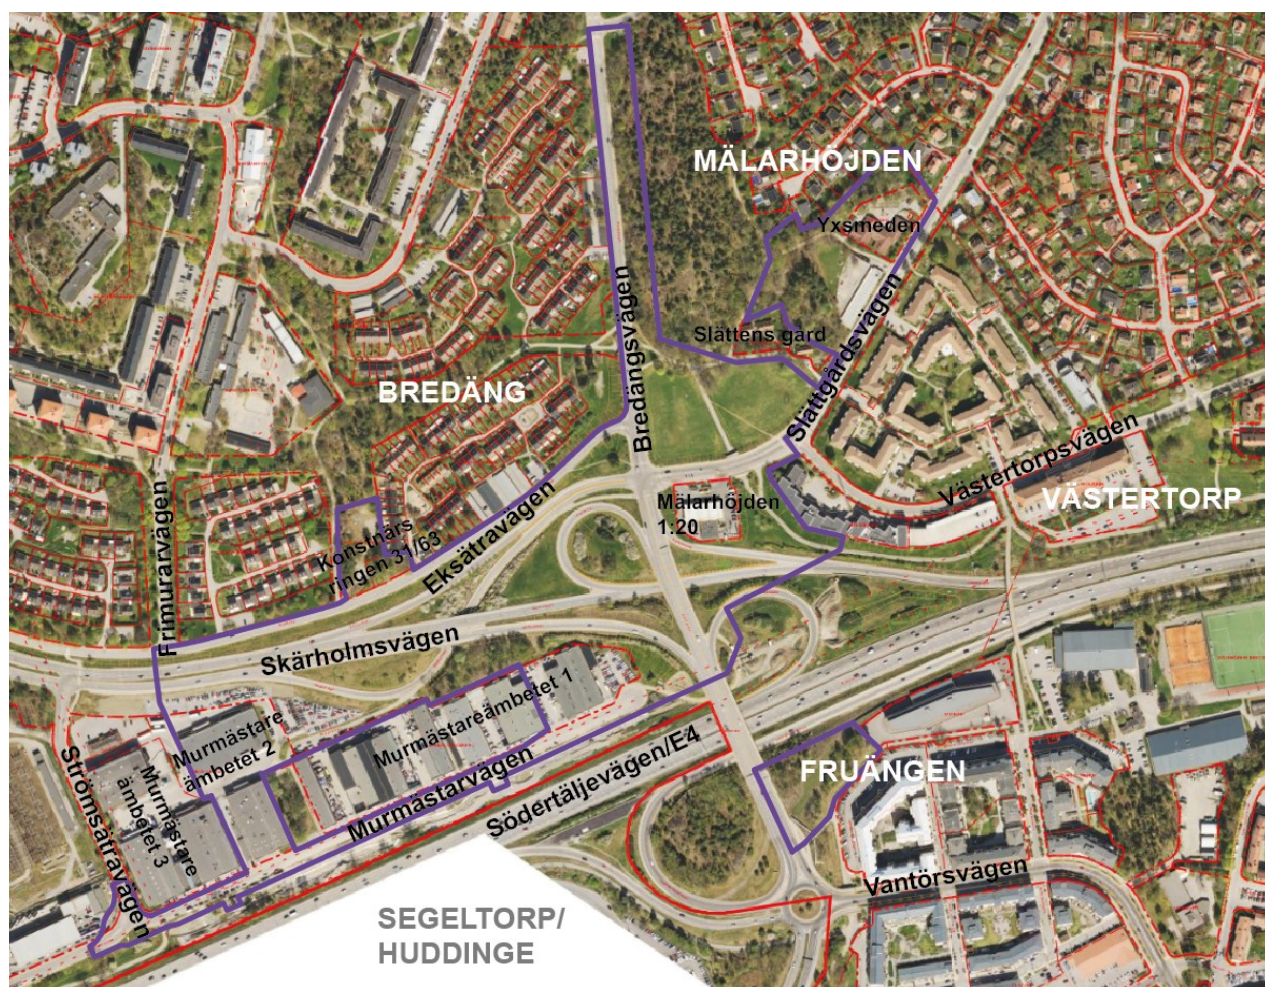 MÄLARHÖJDEN
Yxsmeden
Slättens gård
Bredängsvägen
Slättgårdsvägen
BREDÄNG
Västertorpsvägen
VÄSTERTORP
Mälarhöjden
1:20
Frimurarvägen
Konstnärs
ringen 31/63
Eksätravägen
Skärholmsvägen
Murmästare
ämbetet 2
Murmästareämbetet 1
Murmästare
ämbetet 3
Strömsätravägen
Murmästarvägen
Södertäljevägen/E4
FRUÄNGEN
Vantörsvägen
SEGELTORP/
HUDDINGE